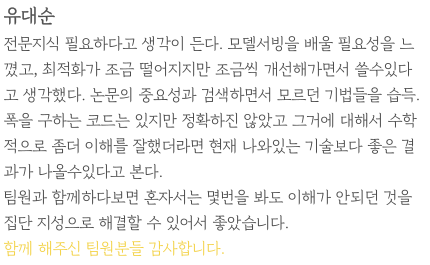 유대순
전문지식 필요하다고 생각이 든다. 모델서빙을 배울 필요성을 느
꼈고, 최적화가 조금 떨어지지만 조금씩 개선해가면서 쓸수있다
고 생각했다. 논문의 중요성과 검색하면서 모르던 기법들을 습득.
폭을 구하는 코드는 있지만 정확하진 않았고 그거에 대해서 수학
적으로 좀더 이해를 잘했더라면 현재 나와있는 기술보다 좋은 결
과가 나올수있다고 본다.
팀원과 함께하다보면 혼자서는 몇번을 봐도 이해가 안되던 것을
집단 지성으로 해결할 수 있어서 좋았습니다.
함께 해주신 팀원분들 감사합니다.